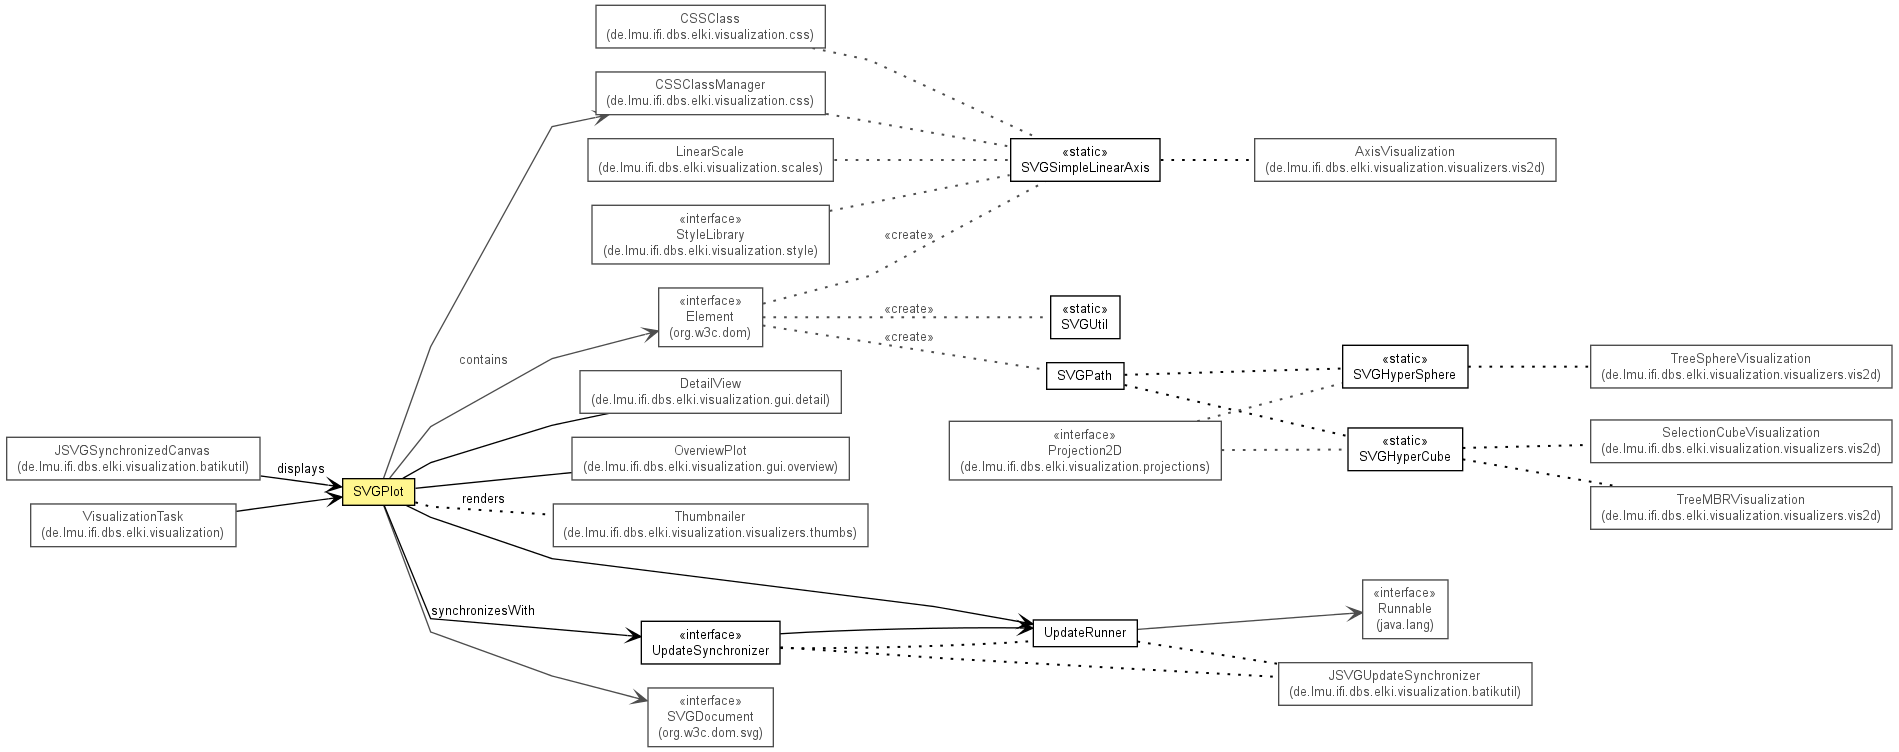 CSSClass
(de.lmu.ifi.dbs.elki.visualization.css)
CSSClassManager
(de.lmu.ifi.dbs.elki.visualization.css)
LinearScale
(de.lmu.ifi.dbs.elki.visualization.scales)
«static»
SVGSimpleLinearAxis
AxisVisualization
(de.lmu.ifi.dbs.elki.visualization.visualizers.vis2d)
«interface»
StyleLibrary
(de.lmu.ifi.dbs.elki.visualization.style)
«create»
«interface»
Element
(org.w3c.dom)
«create»
«create»
«static»
SVGUtil
contains
SVGPath
«static»
SVGHyperSphere
TreeSphereVisualization
(de.lmu.ifi.dbs.elki.visualization.visualizers.vis2d)
DetailView
(de.lmu.ifi.dbs.elki.visualization.gui.detail)
«interface»
Projection2D
(de.lmu.ifi.dbs.elki.visualization.projections)
«static»
SVGHyperCube
SelectionCubeVisualization
(de.lmu.ifi.dbs.elki.visualization.visualizers.vis2d)
JSVGSynchronizedCanvas
(de.lmu.ifi.dbs.elki.visualization.batikutil)
displays
OverviewPlot
(de.lmu.ifi.dbs.elki.visualization.gui.overview)
SVGPlot
renders
TreeMBRVisualization
(de.lmu.ifi.dbs.elki.visualization.visualizers.vis2d)
VisualizationTask
(de.lmu.ifi.dbs.elki.visualization)
Thumbnailer
(de.lmu.ifi.dbs.elki.visualization.visualizers.thumbs)
synchronizesWith
«interface»
UpdateSynchronizer
UpdateRunner
«interface»
Runnable
(java.lang)
JSVGUpdateSynchronizer
(de.lmu.ifi.dbs.elki.visualization.batikutil)
«interface»
SVGDocument
(org.w3c.dom.svg)